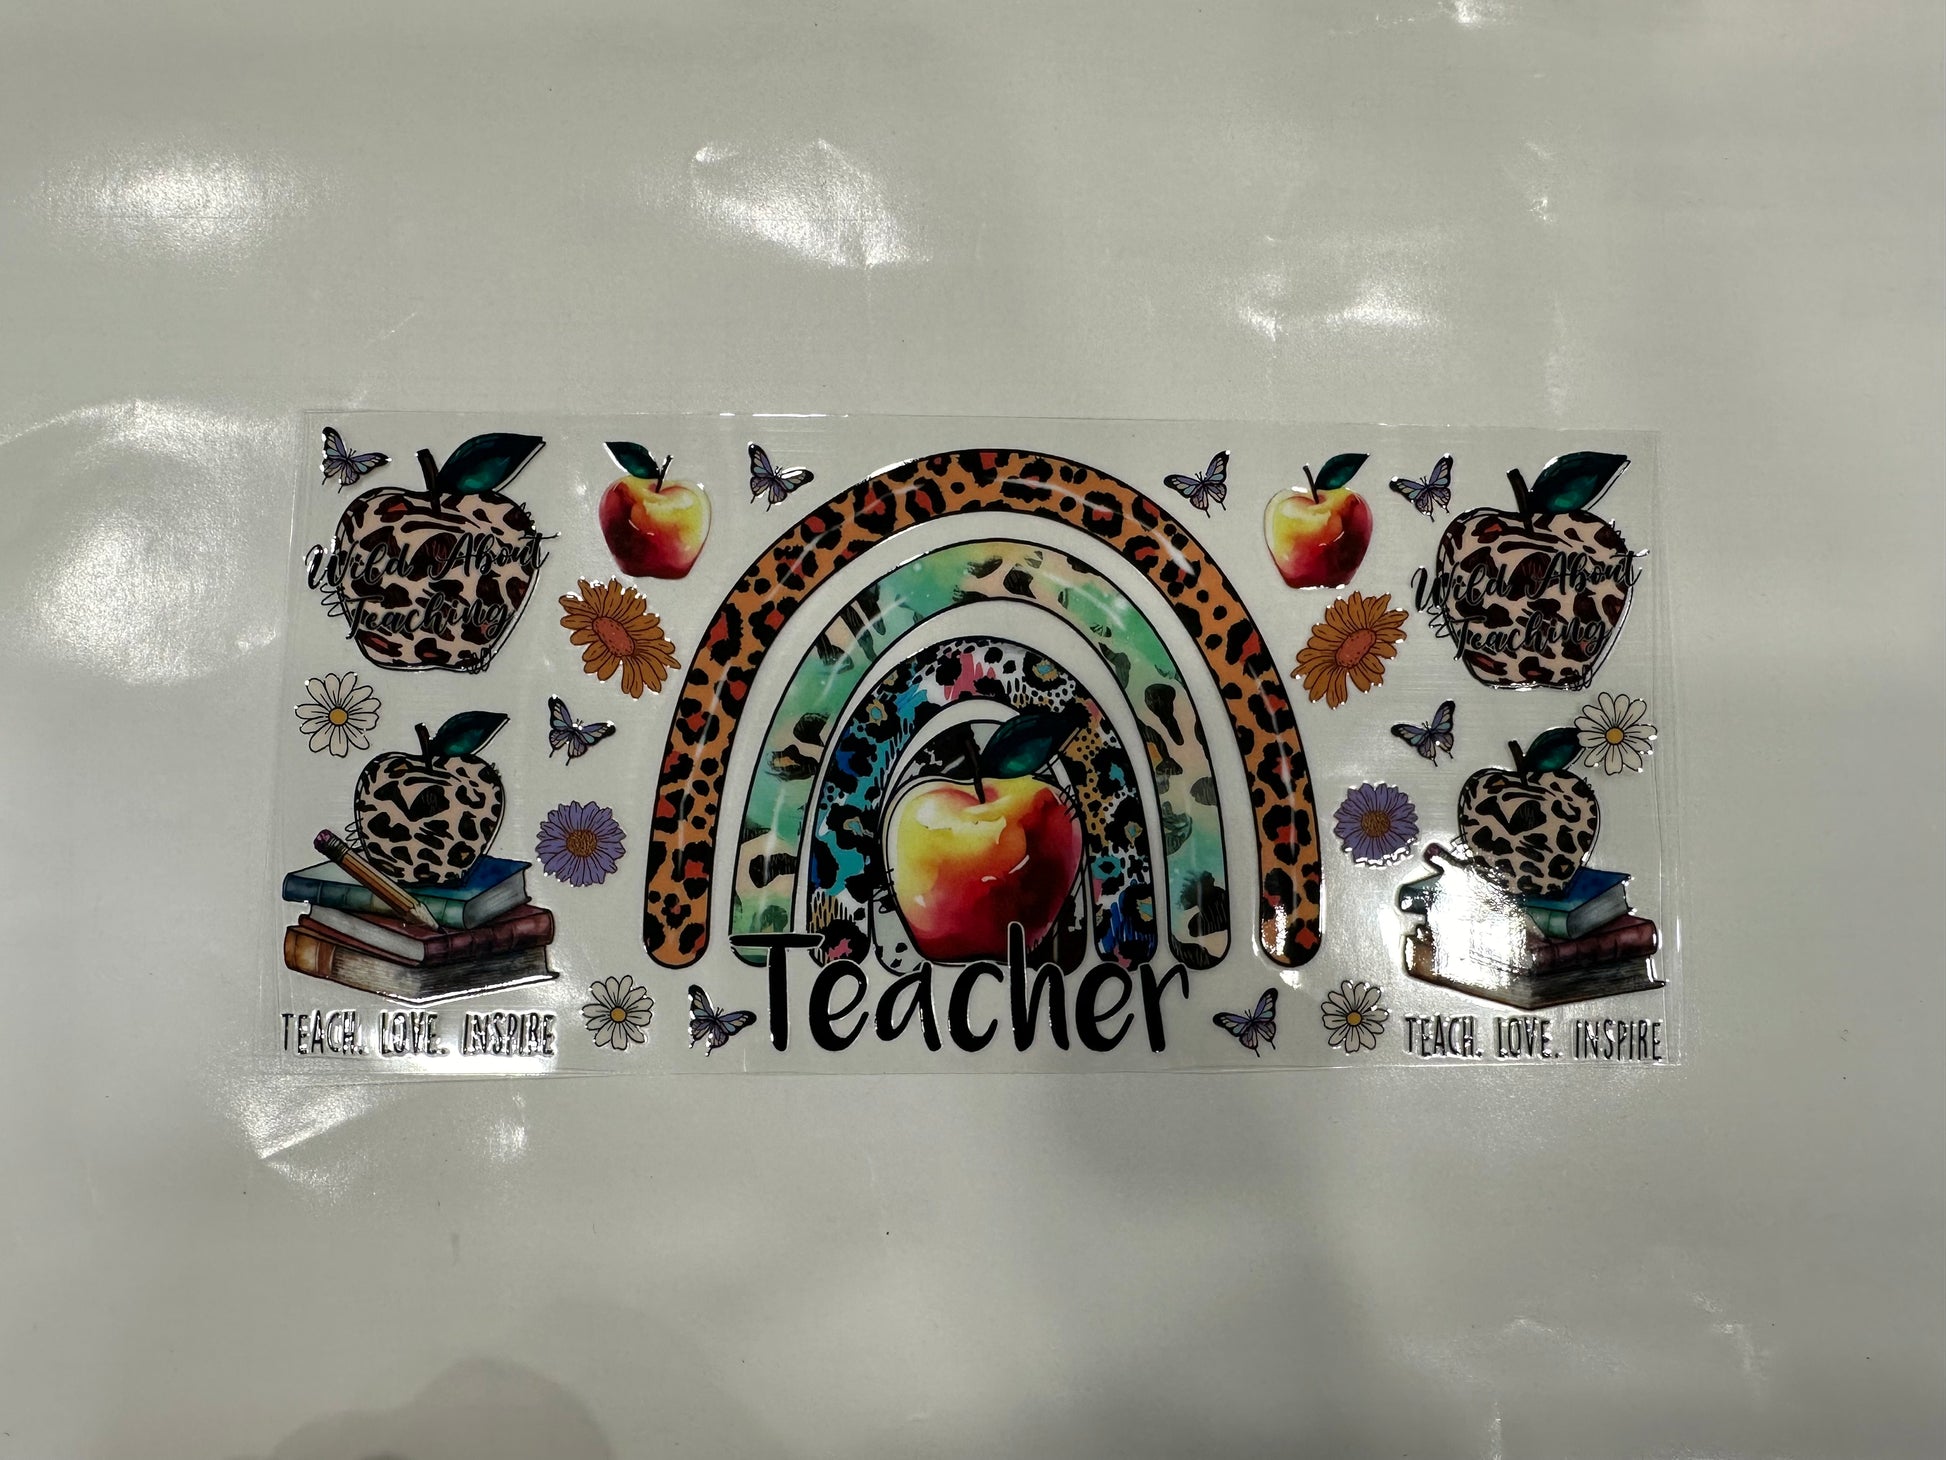 Wild About
Teaching
Wild About
Teaching
Teacher
TEACH. LOVE. INSPIRE
TEACH. LOVE. INSPIRE